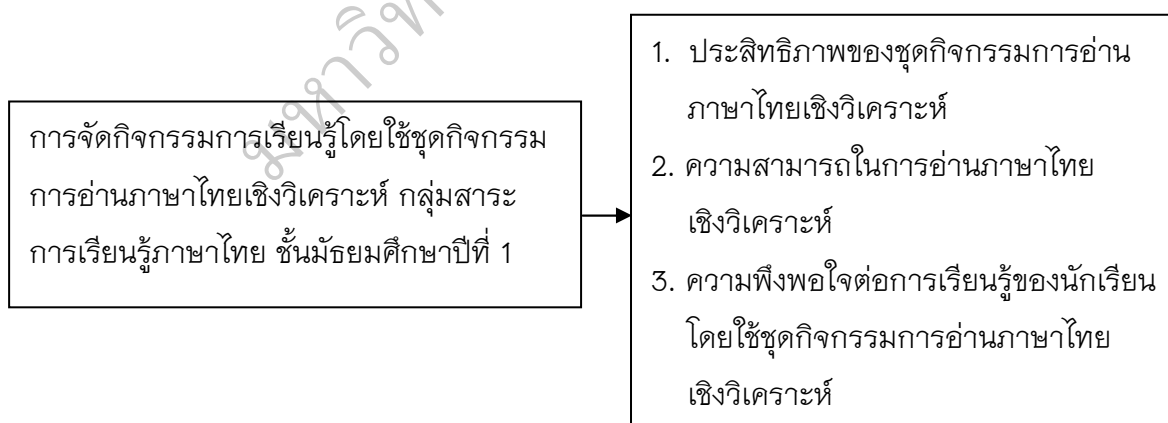 มหาวิท
การจัดกิจกรรมการเรียนรู้โดยใช้ชุดกิจกรรม
การอ่านภาษาไทยเชิงวิเคราะห์ กลุ่มสาระ
การเรียนรู้ภาษาไทย ชั้นมัธยมศึกษาปีที่ 1
1. ประสิทธิภาพของชุดกิจกรรมการอ่าน
ภาษาไทยเชิงวิเคราะห์
2. ความสามารถในการอ่านภาษาไทย
เชิงวิเคราะห์
3. ความพึงพอใจต่อการเรียนรู้ของนักเรียน
โดยใช้ชุดกิจกรรมการอ่านภาษาไทย
เชิงวิเคราะห์